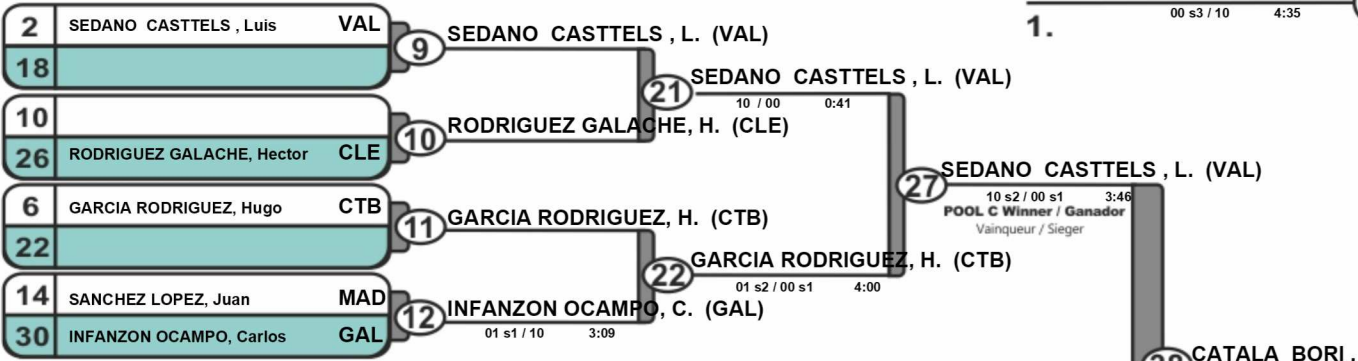 2 SEDANO CASTTELS , Luis VAL
18
9 SEDANO CASTTELS , L. (VAL)
10
26 RODRIGUEZ GALACHE, Hector CLE
10 RODRIGUEZ GALACHE, H. (CLE)
21 SEDANO CASTTELS , L. (VAL)
10 / 00 0:41
6 GARCIA RODRIGUEZ, Hugo CTB
22
11 GARCIA RODRIGUEZ, H. (CTB)
14 SANCHEZ LOPEZ, Juan MAD
30 INFANZON OCAMPO, Carlos GAL
12 INFANZON OCAMPO, C. (GAL)
01 s1 / 10 3:09
22 GARCIA RODRIGUEZ, H. (CTB)
01 s2 / 00 s1 4:00
27 SEDANO CASTTELS , L. (VAL)
10 s2 / 00 s1 3:46
POOL C Winner / Ganador
Vainqueur / Sieger
00 s3 / 10 4:35
1.
CATALA BORI